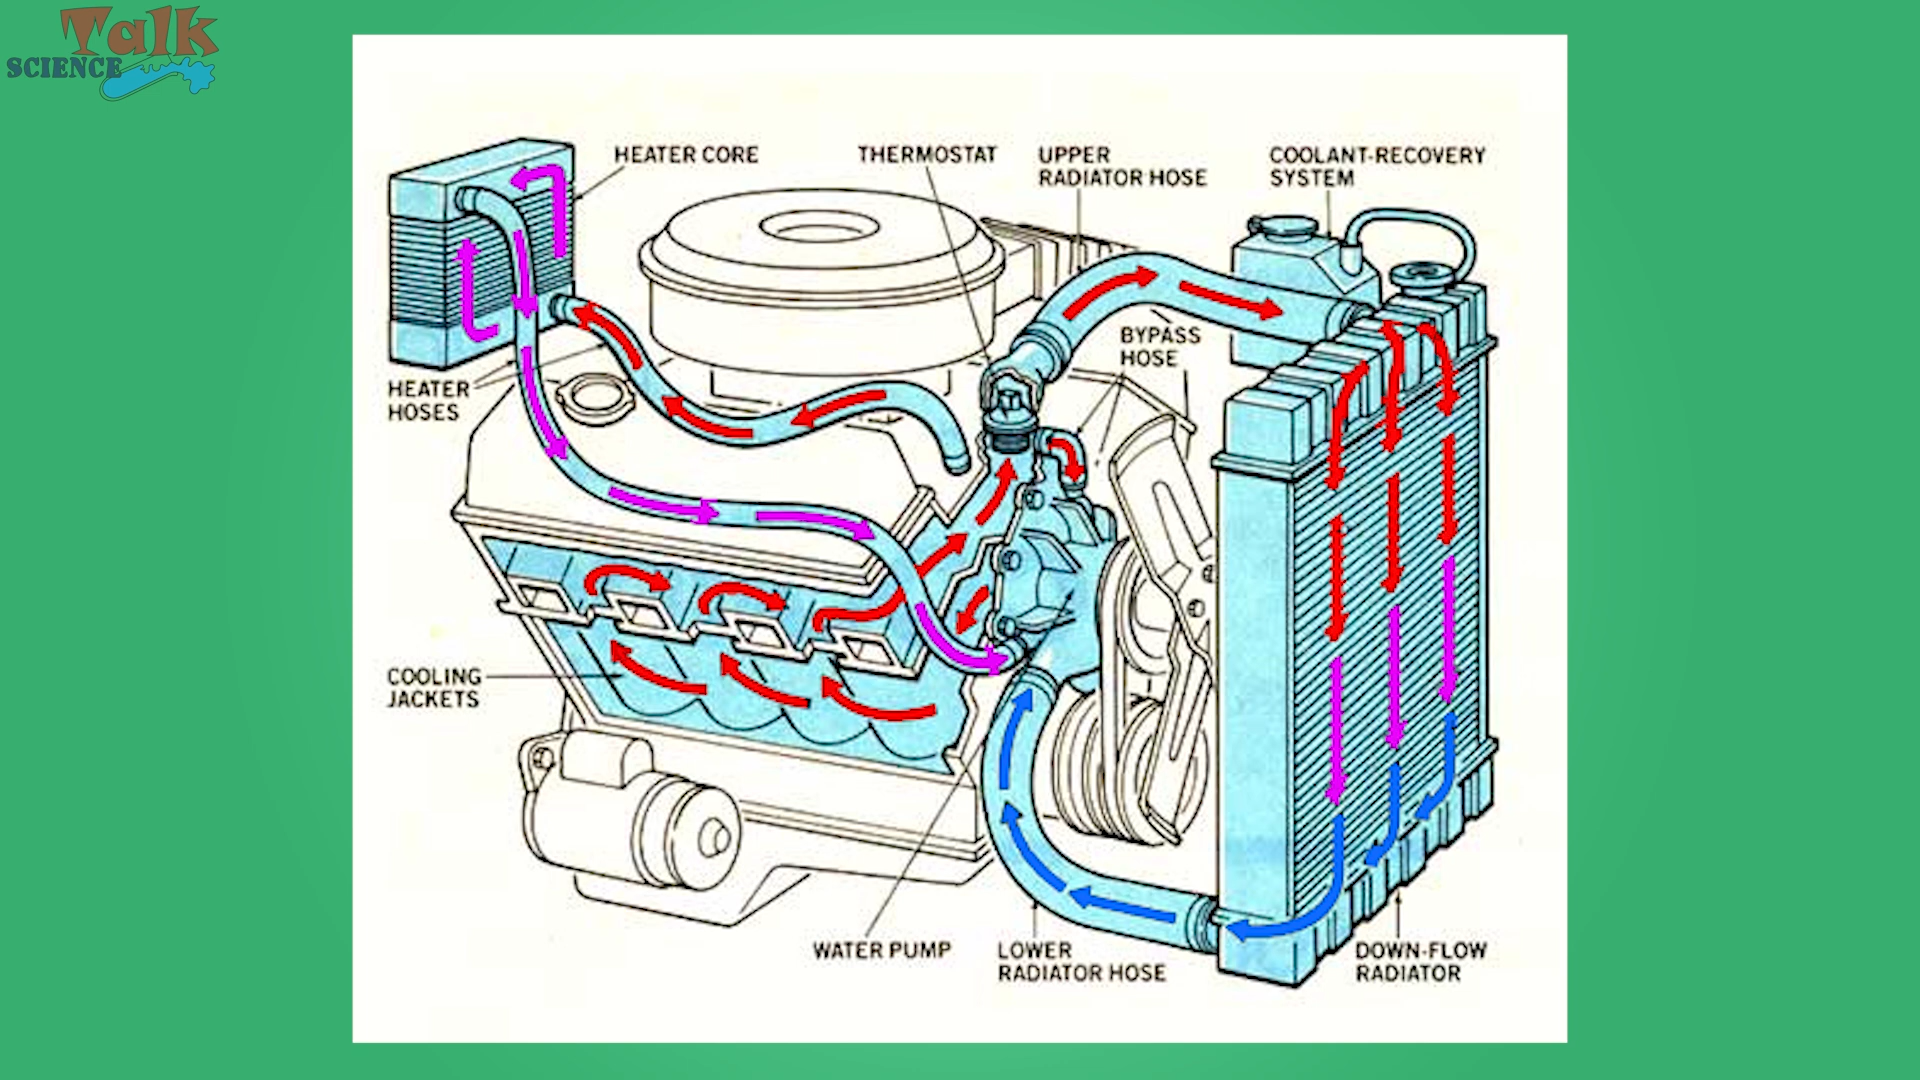 Talk
SCIENCE
HEATER CORE
THERMOSTAT
UPPER
RADIATOR HOSE
COOLANT-RECOVERY
SYSTEM
BYPASS
HOSE
HEATER
HOSES
COOLING
JACKETS
WATER PUMP
LOWER
RADIATOR HOSE
DOWN-FLOW
RADIATOR